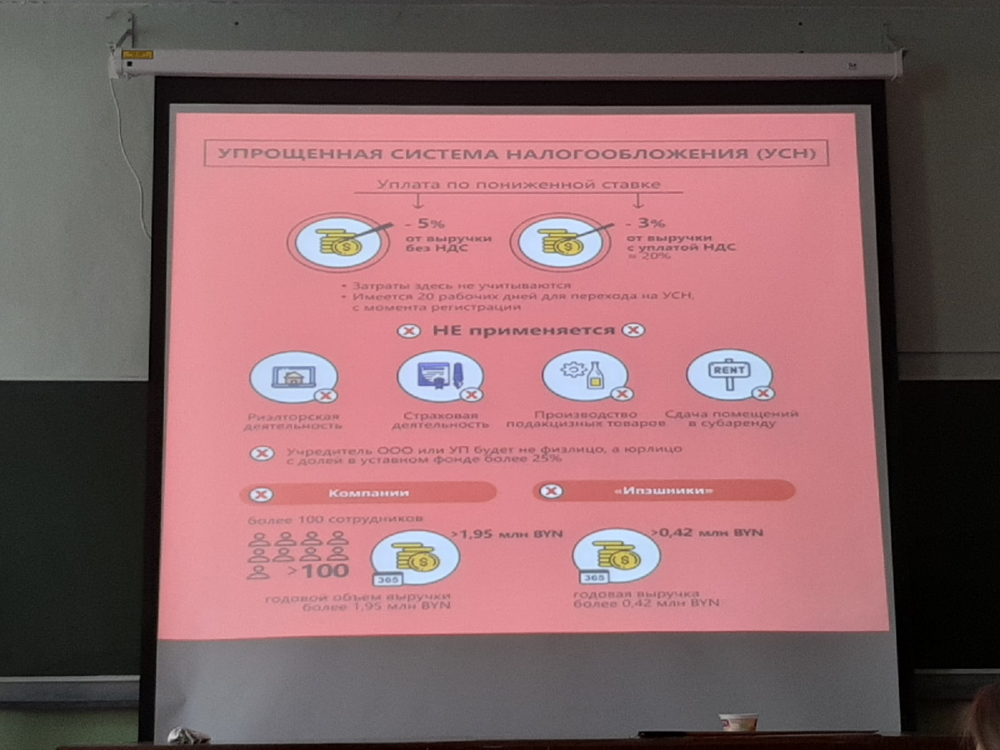 УПРОЩЕННАЯ СИСТЕМА НАЛОГООБЛОЖЕНИЯ (УСН)
Уплата по пониженной ставке
- 5%
от выручки
без НДС
- 3%
от выручки
с уплатой НДС
≈ 20%
• Затраты здесь не учитываются
• Имеется 20 рабочих дней для перехода на УСН,
с момента регистрации
НЕ применяется
RENT
Риэлторская
деятельность
Страховая
деятельность
Производство
подакцизных товаров
Сдача помещений
в субаренду
Учредитель ООО или УП будет не физлицо, а юрлицо
с долей в уставном фонде более 25%
Компании
«Ипэшники»
более 100 сотрудников
>100
>1,95 млн BYN
365
годовой объем выручки
более 1,95 млн BYN
>0,42 млн BYN
365
годовая выручка
более 0,42 млн BYN